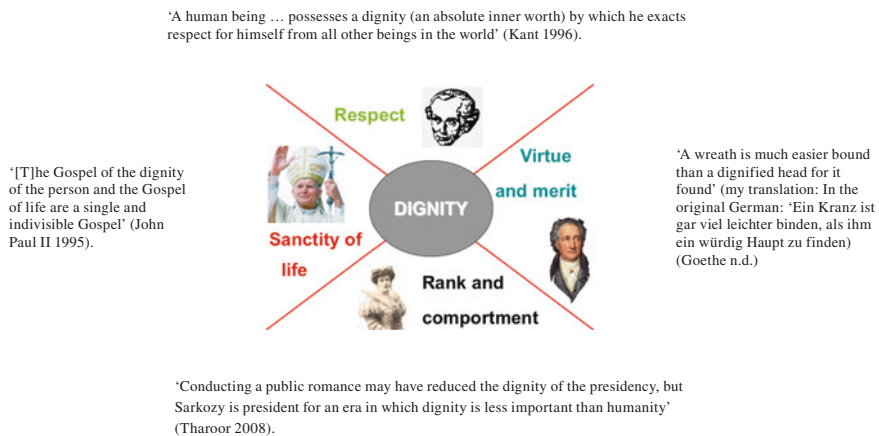 ‘A human being … possesses a dignity (an absolute inner worth) by which he exacts
respect for himself from all other beings in the world’ (Kant 1996).
Respect
Virtue
and merit
‘[T]he Gospel of the dignity
of the person and the Gospel
of life are a single and
indivisible Gospel’ (John
Paul II 1995).
DIGNITY
‘A wreath is much easier bound
than a dignified head for it
found’ (my translation: In the
original German: ‘Ein Kranz ist
gar viel leichter binden, als ihm
ein würdig Haupt zu finden)
(Goethe n.d.)
Sanctity of
life
Rank and
comportment
‘Conducting a public romance may have reduced the dignity of the presidency, but
Sarkozy is president for an era in which dignity is less important than humanity’
(Tharoor 2008).